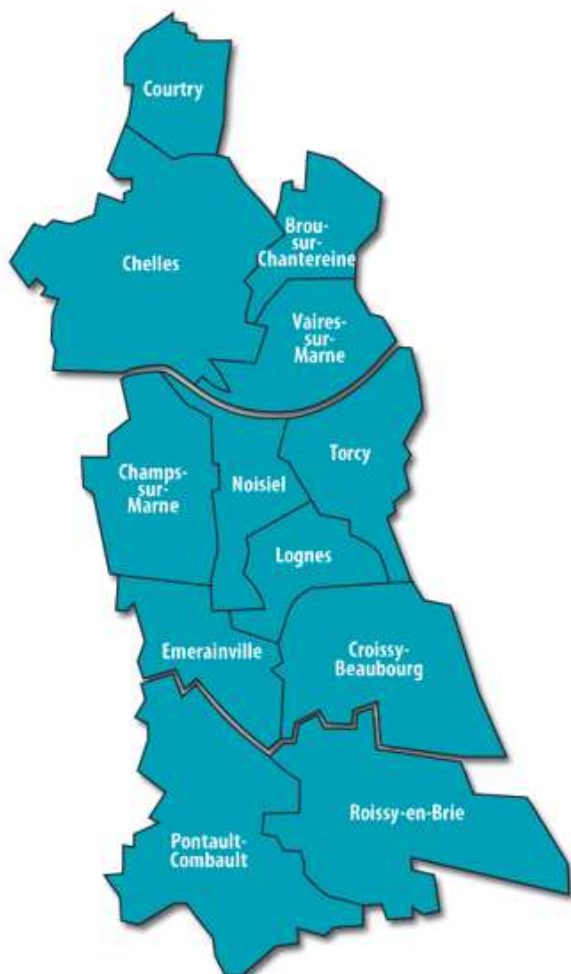 Courtry
Chelles
Brou-
sur-
Chantereine
Vaires-
sur-
Marne
Torcy
Champs-
sur-
Marne
Noisiel
Lognes
Emerainville
Croissy-
Beaubourg
Roissy-en-Brie
Pontault-
Combault